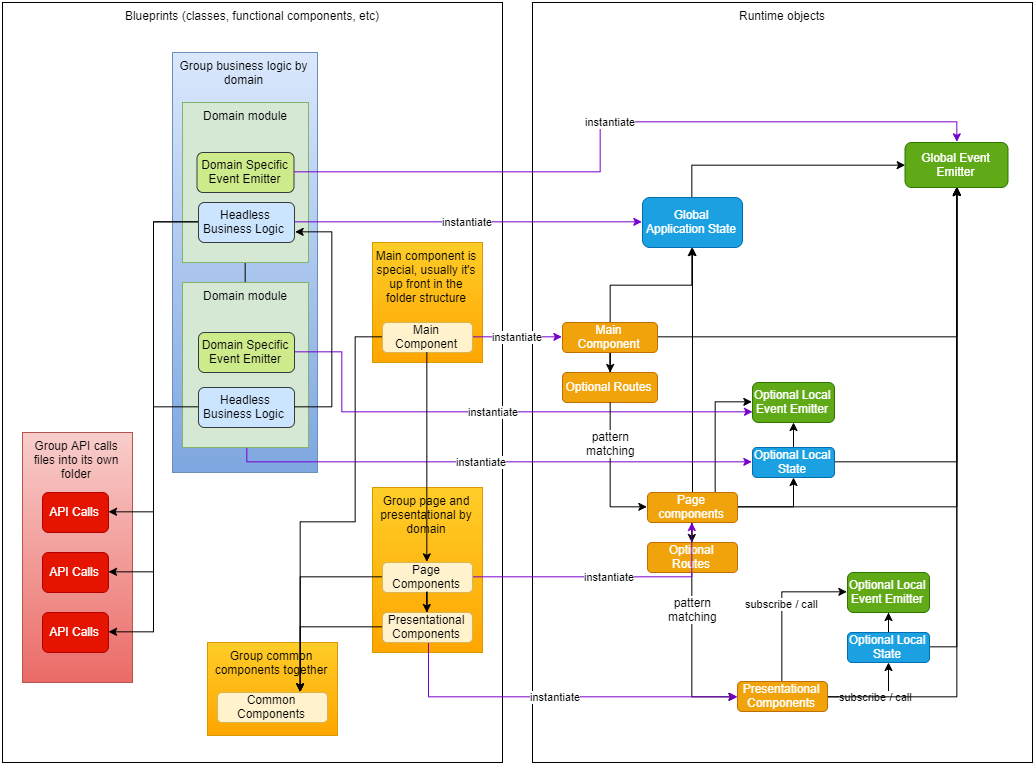 Blueprints (classes, functional components, etc)
Group business logic by
domain
Domain module
Domain Specific
Event Emitter
Headless
Business Logic
Domain module
Domain Specific
Event Emitter
Headless
Business Logic
Main component is
special, usually it's
up front in the
folder structure
Main
Component
Group API calls
files into its own
folder
API Calls
API Calls
API Calls
Group page and
presentational by
domain
Page
Components
Presentational
Components
Group common
components together
Common
Components
Runtime objects
instantiate
Global Event
Emitter
instantiate
Global
Application State
instantiate
Main
Component
Optional Routes
instantiate
Optional Local
Event Emitter
pattern
matching
instantiate
Optional Local
State
Page
components
Optional
Routes
instantiate
pattern
matching
subscribe / call
Optional Local
Event Emitter
Optional Local
State
instantiate
Presentational
Components
subscribe / call